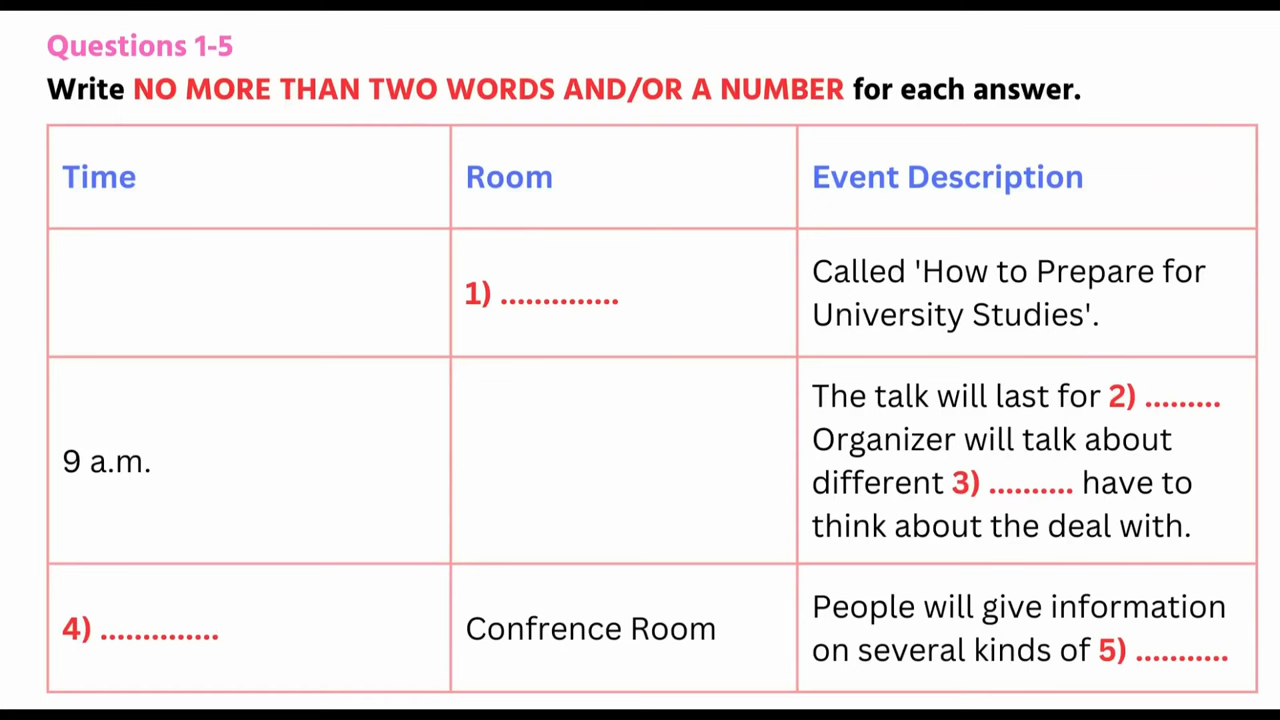 Questions 1-5
Write NO MORE THAN TWO WORDS AND/OR A NUMBER for each answer.
Time
Room
Event Description
1) ..............
Called 'How to Prepare for
University Studies'.
9 a.m.
The talk will last for 2) .........
Organizer will talk about
different 3) .......... have to
think about the deal with.
4) ..............
Confrence Room
People will give information
on several kinds of 5) ...........